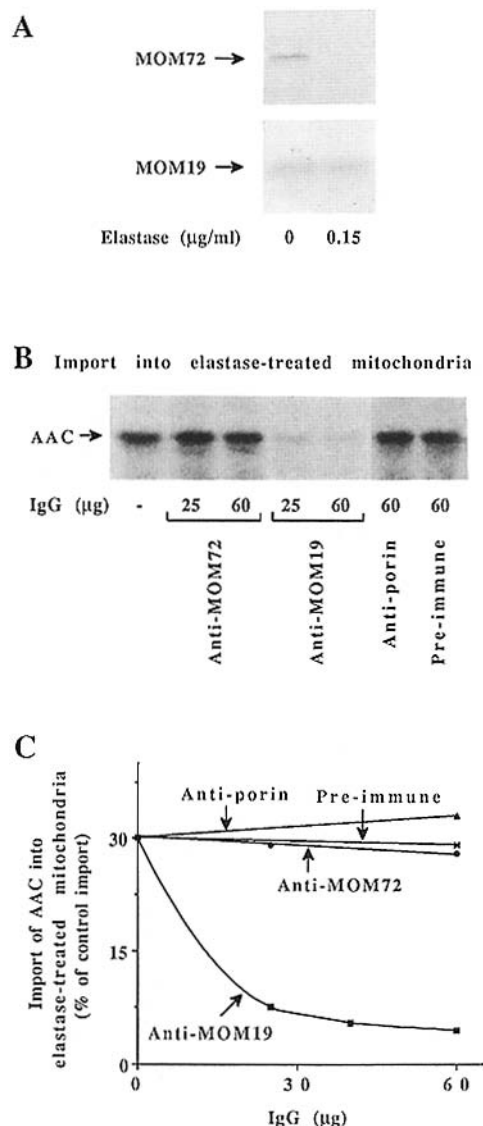 A
MOM72
MOM19
Elastase (μg/ml) 0 0.15
B Import into elastase-treated mitochondria
AAC
IgG (μg) - 25 60 25 60 60 60
Anti-MOM72
Anti-MOM19
Anti-porin
Pre-immune
C
Import of AAC into
elastase-treated mitochondria
(% of control import)
30
15
0
Anti-porin
Pre-immune
Anti-MOM72
Anti-MOM19
0 30 60
IgG (μg)